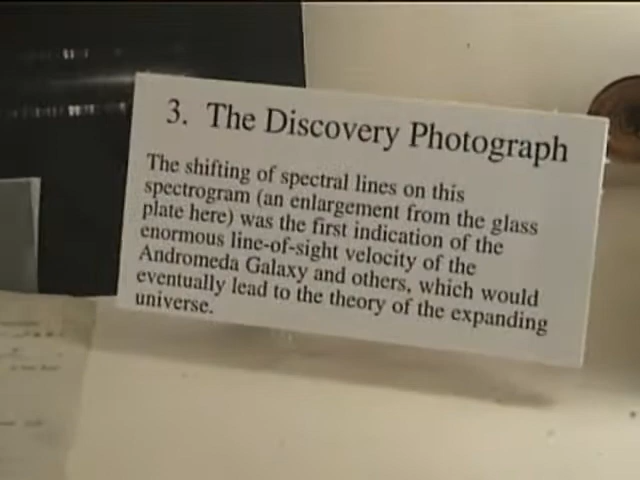 3. The Discovery Photograph
The shifting of spectral lines on this
spectrogram (an enlargement from the glass
plate here) was the first indication of the
enormous line-of-sight velocity of the
Andromeda Galaxy and others, which would
eventually lead to the theory of the expanding
universe.